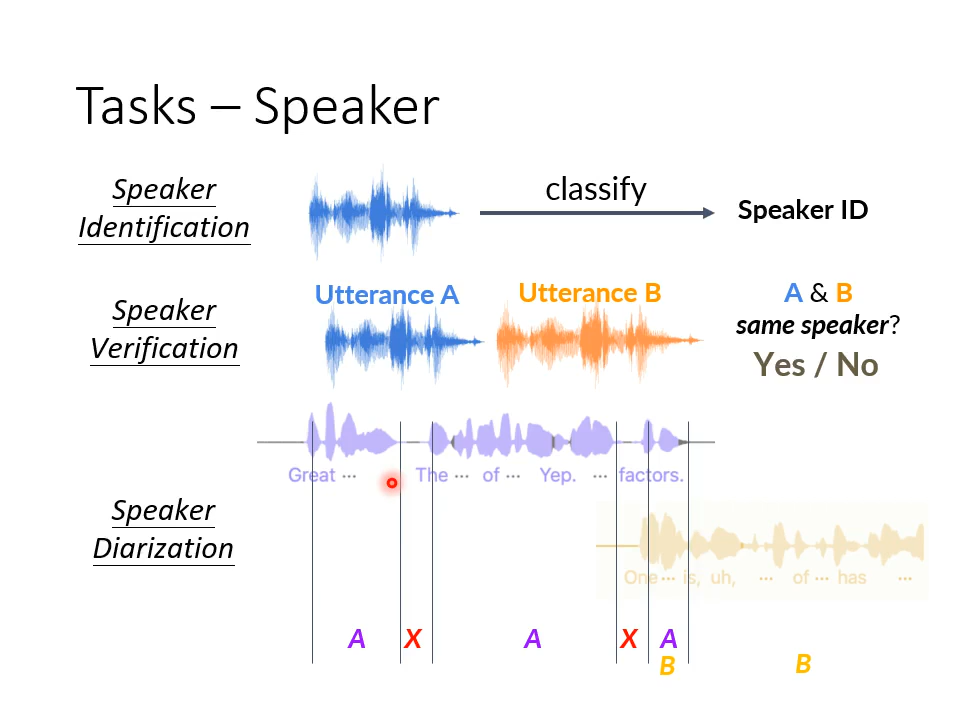 Tasks – Speaker
Speaker
Identification
classify
Speaker ID
Speaker
Verification
Utterance A
Utterance B
A & B
same speaker?
Yes / No
Great ··· The ··· of ··· Yep. ··· factors.
Speaker
Diarization
One ··· is, uh, ··· of ··· has ···
A X A X A
B B